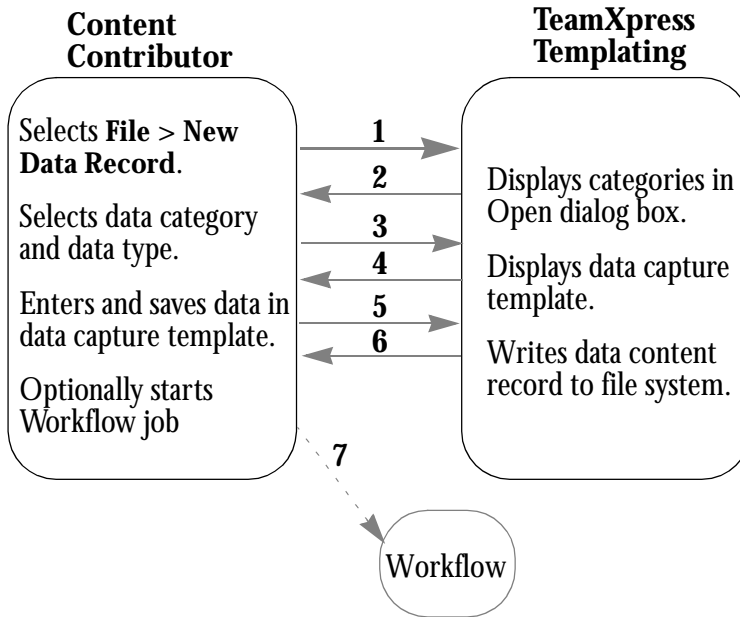 Content
Contributor
TeamXpress
Templating
Selects File > New
Data Record.
Selects data category
and data type.
Enters and saves data in
data capture template.
Optionally starts
Workflow job
1
2
3
4
5
6
7
Displays categories in
Open dialog box.
Displays data capture
template.
Writes data content
record to file system.
Workflow